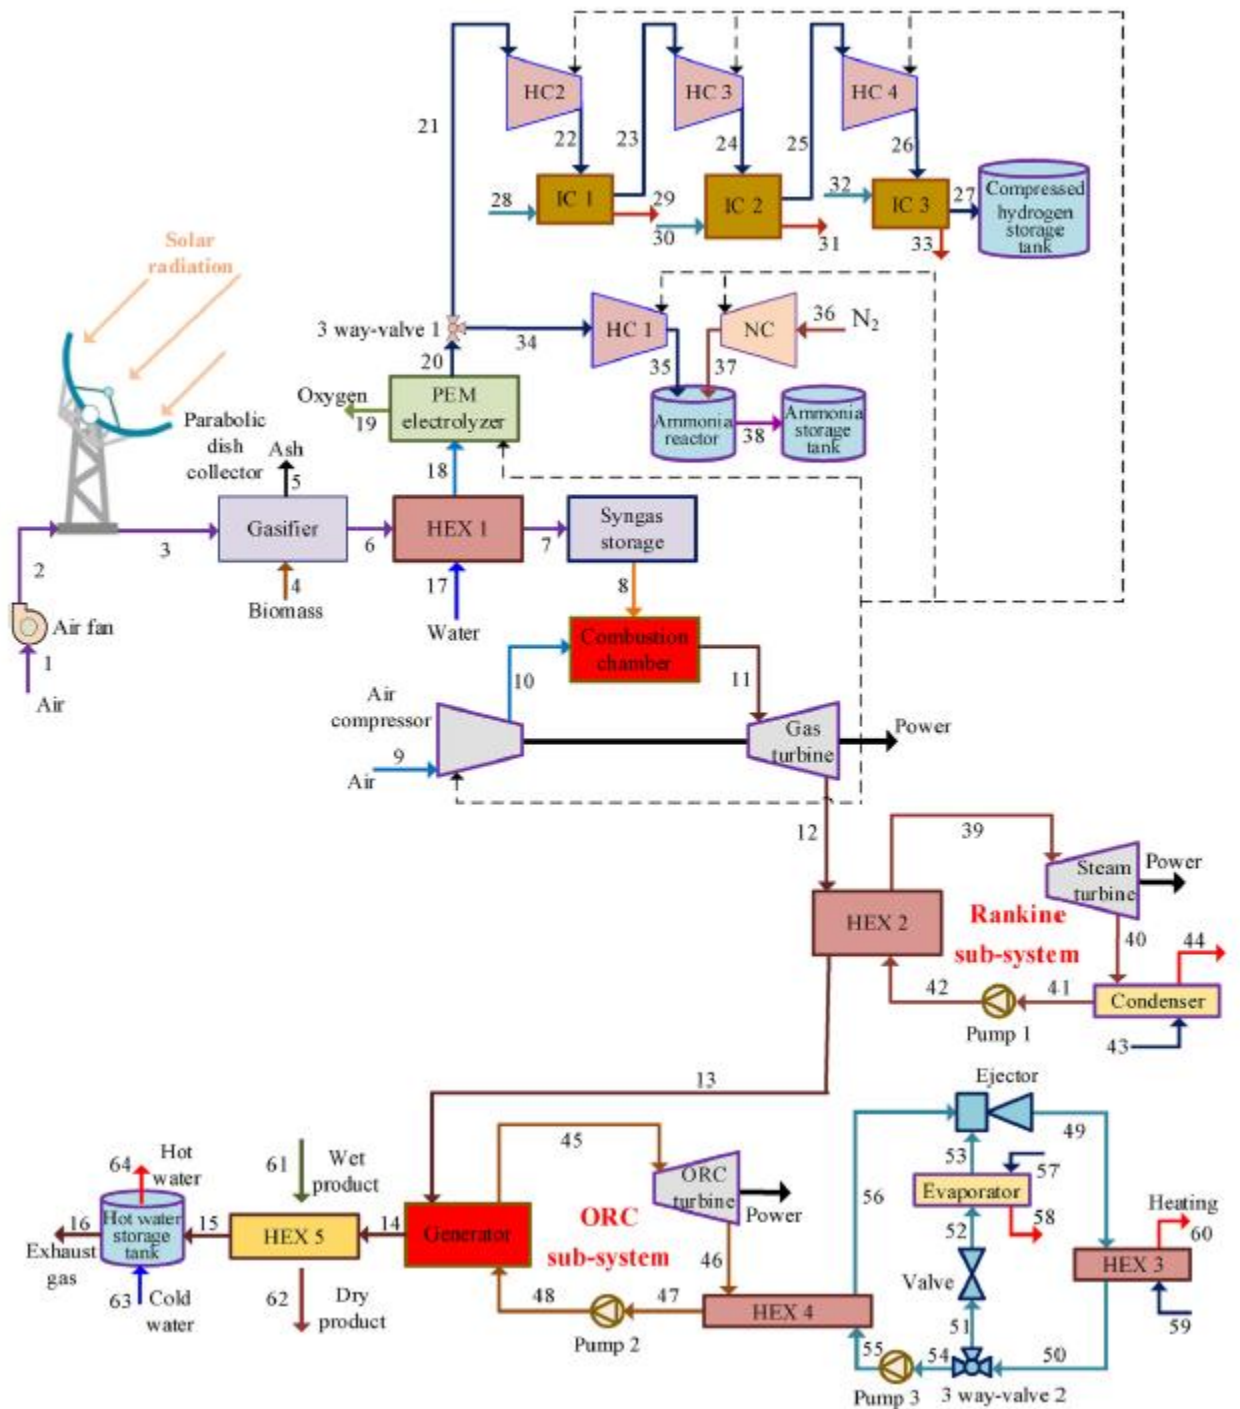 HC2
HC 3
HC 4
21
22
23
24
25
26
28
IC 1
29
30
IC 2
31
32
IC 3
27
33
Compressed
hydrogen
storage
tank
Solar
radiation
3 way-valve 1
34
HC 1
NC
36
N₂
20
35
37
Oxygen
19
PEM
electrolyzer
Ammonia
reactor
38
Ammonia
storage
tank
Parabolic
dish
collector
Ash
5
18
Gasifier
HEX 1
Syngas
storage
2
3
6
7
4
17
8
Biomass
Water
Air fan
1
Air
Combustion
chamber
10
11
Air
compressor
9
Air
Gas
turbine
Power
12
39
Steam
turbine
Power
HEX 2
Rankine
sub-system
40
44
42
41
Condenser
Pump 1
43
13
Ejector
45
49
53
57
56
Evaporator
58
Heating
60
61
Wet
product
64
Hot
water
ORC
turbine
Power
16
Hot water
storage
tank
15
HEX 5
14
Generator
ORC
sub-system
46
52
HEX 3
Exhaust
gas
Valve
63
Cold
water
62
Dry
product
48
47
HEX 4
51
59
Pump 2
55
54
50
Pump 3
3 way-valve 2